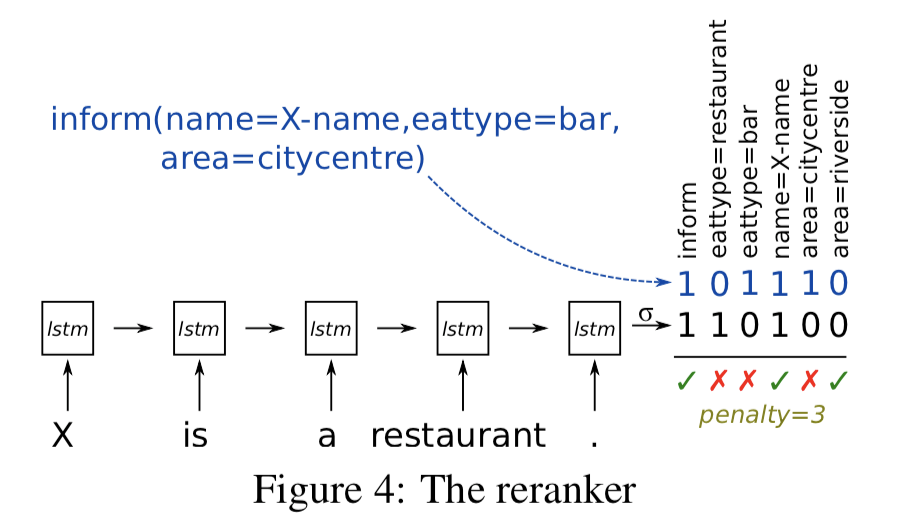 inform(name=X-name,eattype=bar,
area=citycentre)
inform
eattype=restaurant
eattype=bar
name=X-name
area=citycentre
area=riverside
1 0 1 1 1 0
lstm lstm lstm lstm lstm σ 1 1 0 1 0 0
✓ ✗ ✗ ✓ ✗ ✓
penalty=3
X is a restaurant .
Figure 4: The reranker